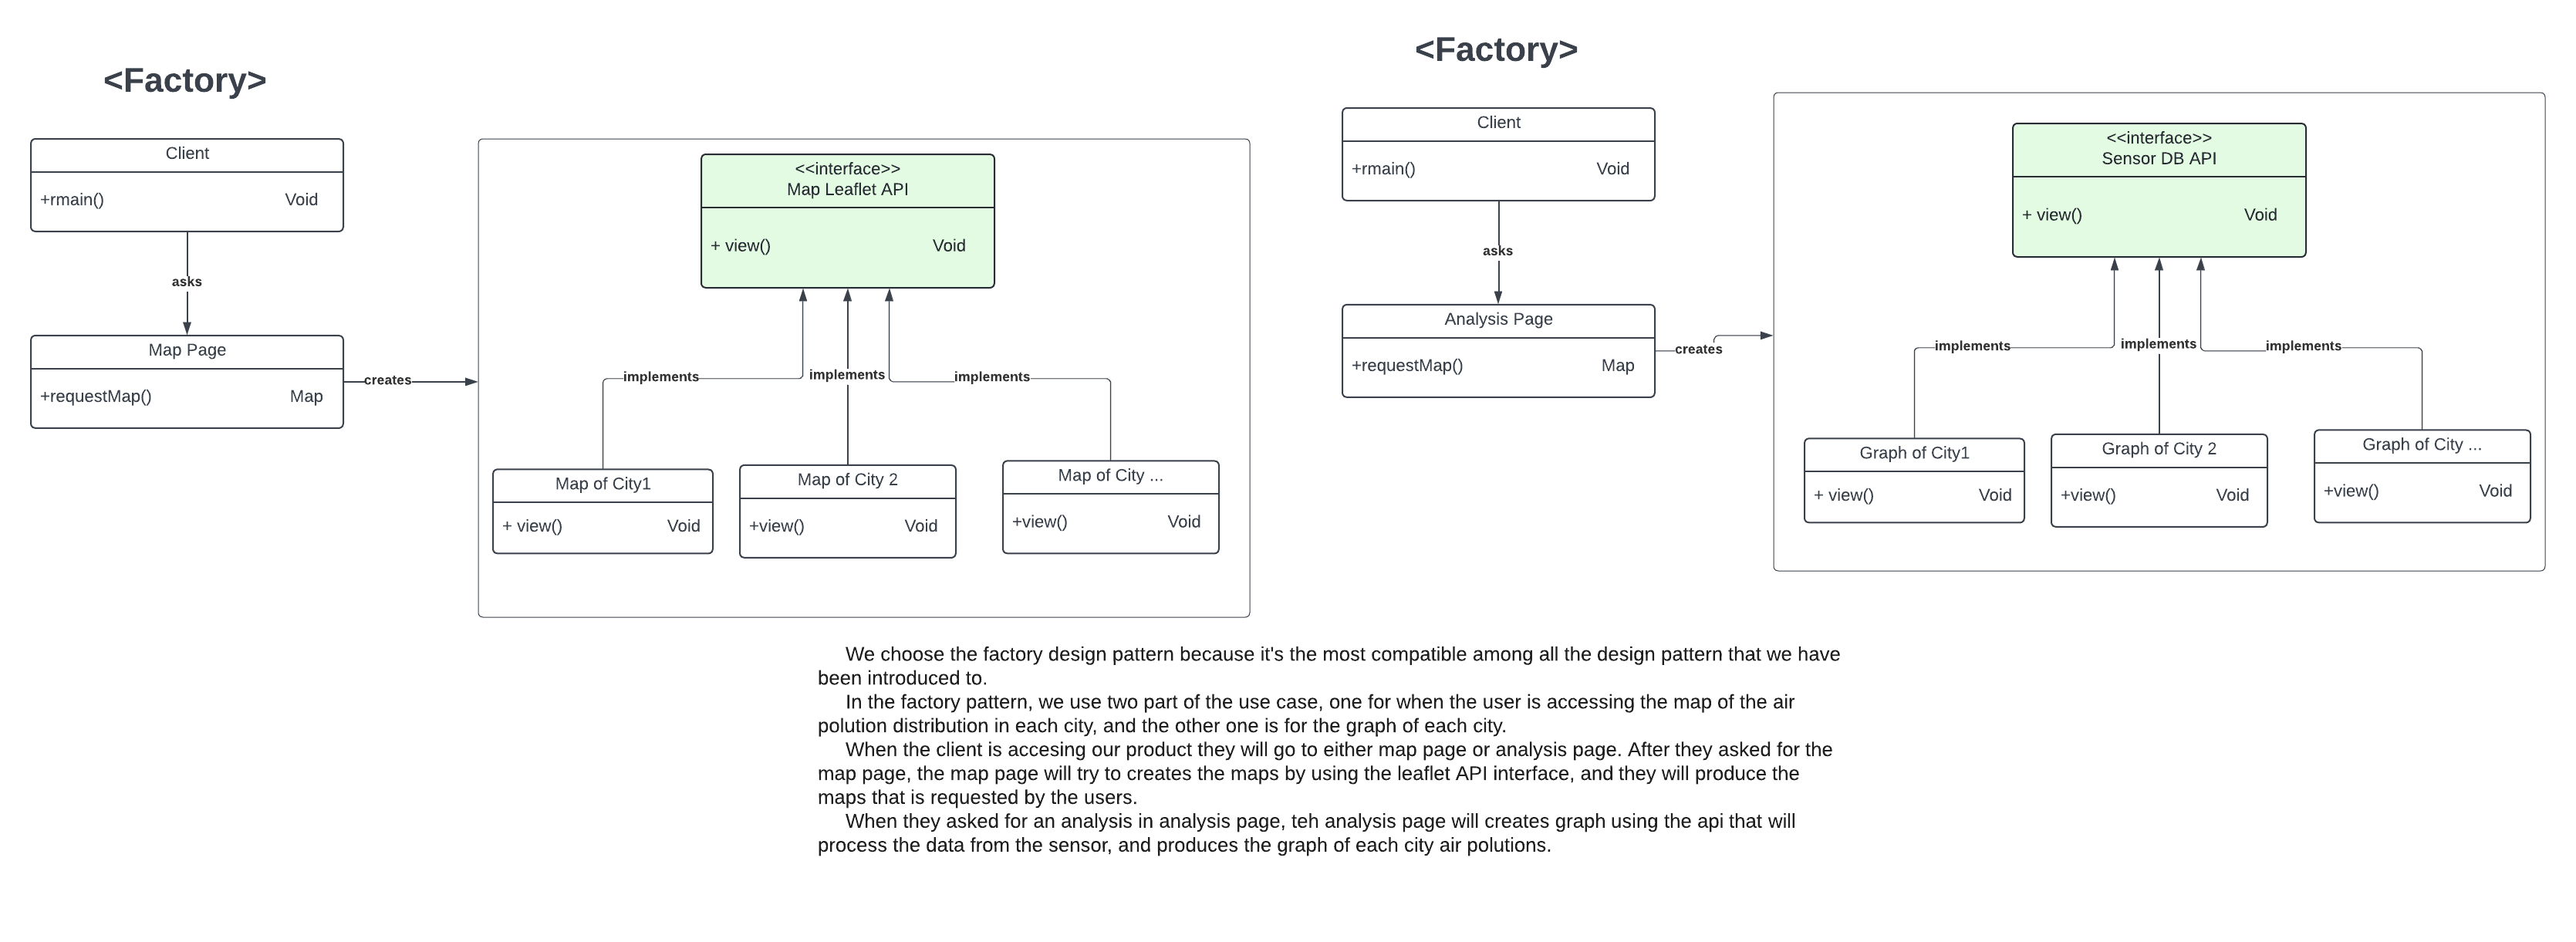 <Factory>
Client
+rmain() Void
asks
Map Page
+requestMap() Map
creates
<<interface>>
Map Leaflet API
+ view() Void
implements
implements
implements
Map of City1
+ view() Void
Map of City 2
+view() Void
Map of City ...
+view() Void
<Factory>
Client
+rmain() Void
asks
Analysis Page
+requestMap() Map
creates
<<interface>>
Sensor DB API
+ view() Void
implements
implements
implements
Graph of City1
+ view() Void
Graph of City 2
+view() Void
Graph of City ...
+view() Void
We choose the factory design pattern because it's the most compatible among all the design pattern that we have
been introduced to.
In the factory pattern, we use two part of the use case, one for when the user is accessing the map of the air
polution distribution in each city, and the other one is for the graph of each city.
When the client is accesing our product they will go to either map page or analysis page. After they asked for the
map page, the map page will try to creates the maps by using the leaflet API interface, and they will produce the
maps that is requested by the users.
When they asked for an analysis in analysis page, teh analysis page will creates graph using the api that will
process the data from the sensor, and produces the graph of each city air polutions.